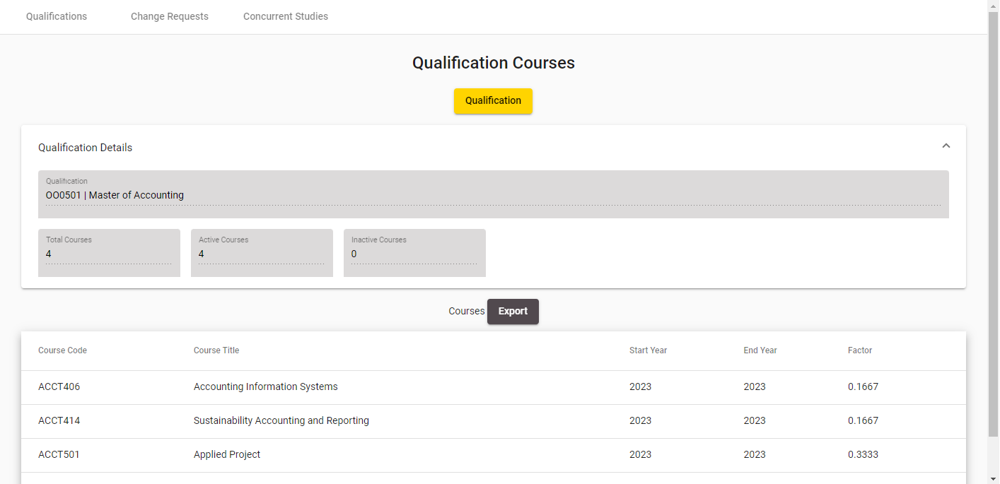 Qualifications Change Requests Concurrent Studies
Qualification Courses
Qualification
Qualification Details
Qualification
OO0501 | Master of Accounting
Total Courses Active Courses Inactive Courses
4 4 0
Courses Export
Course Code Course Title Start Year End Year Factor
ACCT406 Accounting Information Systems 2023 2023 0.1667
ACCT414 Sustainability Accounting and Reporting 2023 2023 0.1667
ACCT501 Applied Project 2023 2023 0.3333